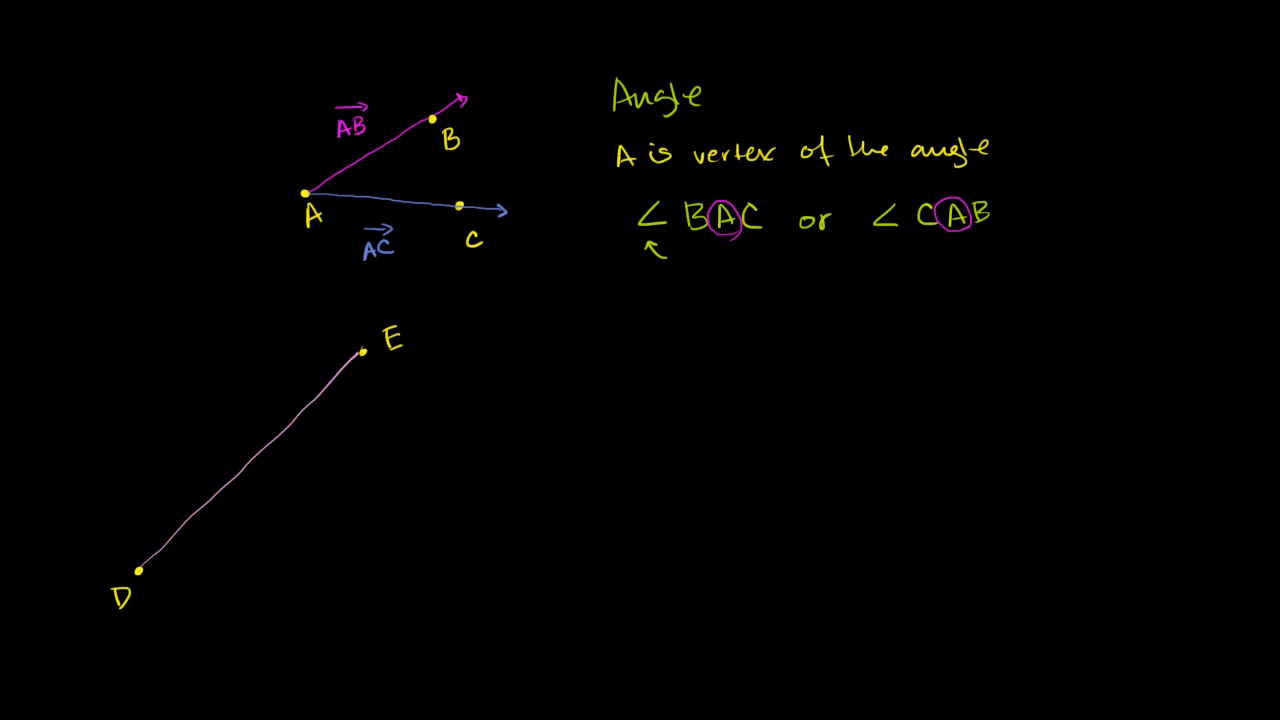 Angle
A is vertex of the angle
∠ BAC or ∠ CAB
AB
B
A
AC
C
E
D